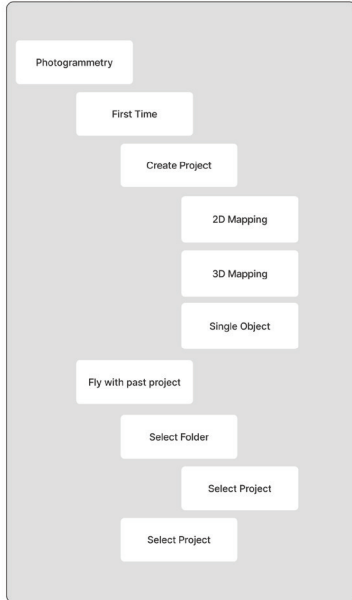 Photogrammetry
First Time
Create Project
2D Mapping
3D Mapping
Single Object
Fly with past project
Select Folder
Select Project
Select Project